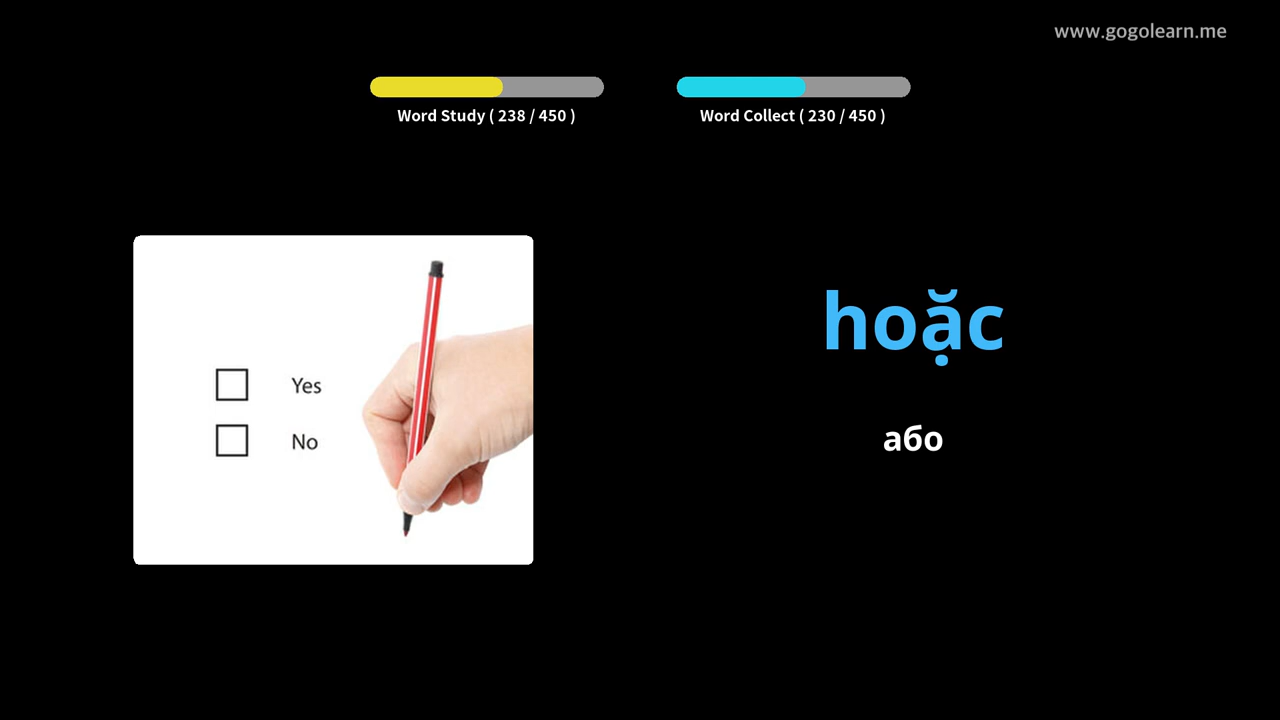 www.gogolearn.me
Word Study ( 238 / 450 )
Word Collect ( 230 / 450 )
Yes
No
hoặc
або